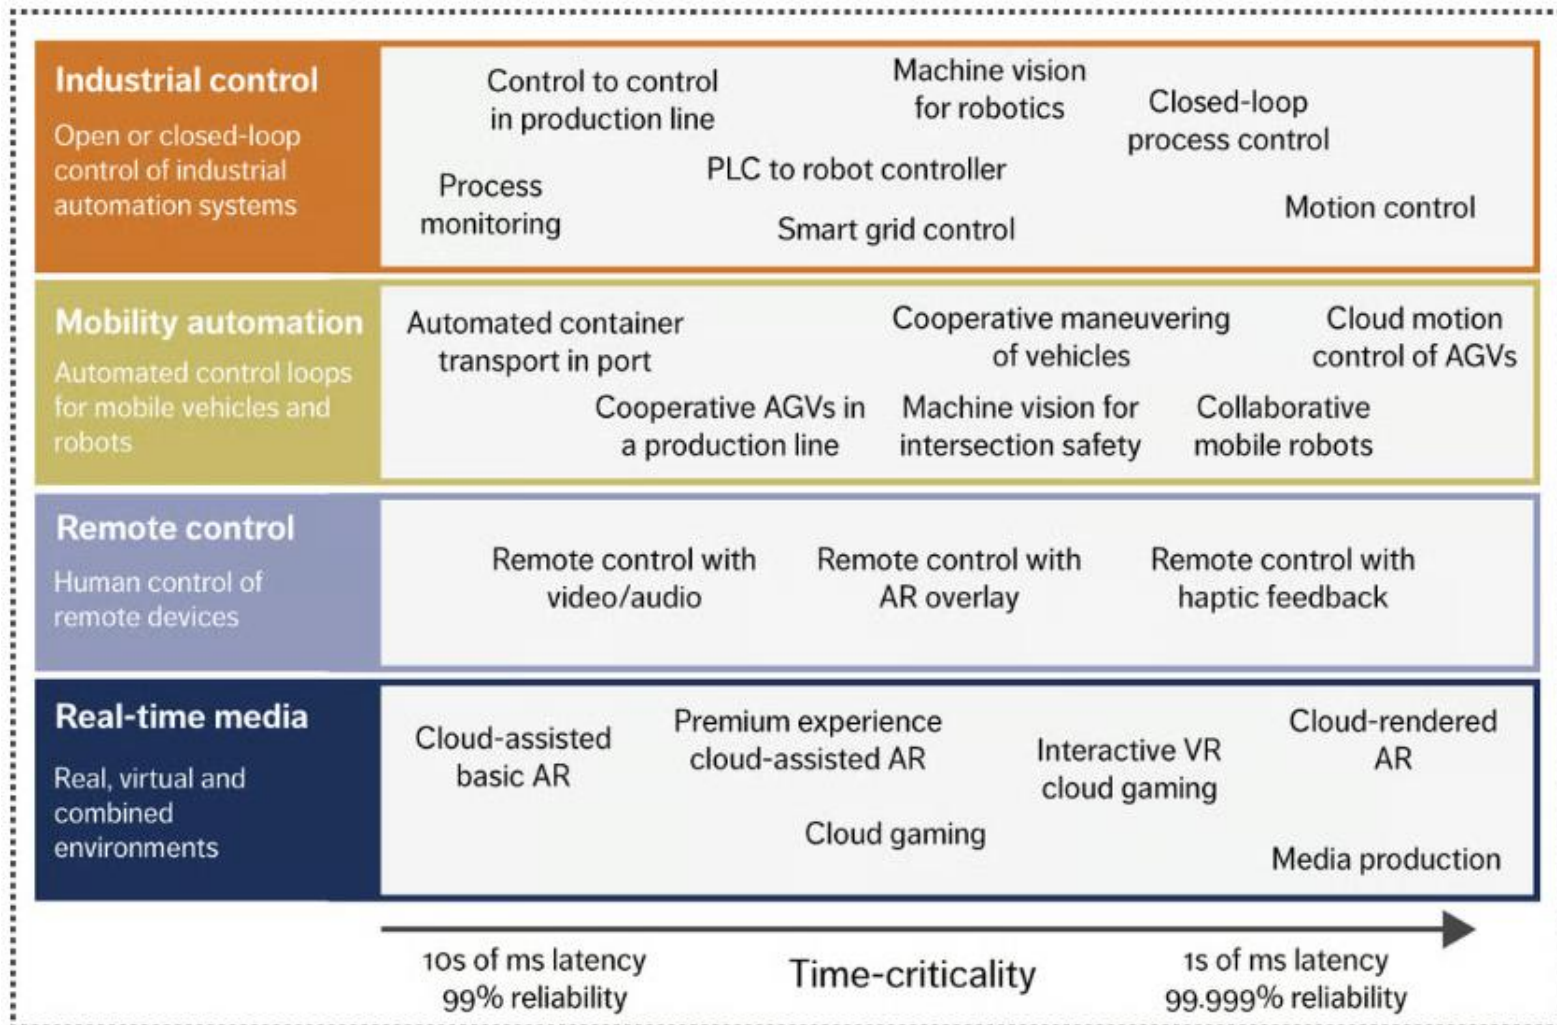 Industrial control
Open or closed-loop
control of industrial
automation systems
Control to control
in production line
Machine vision
for robotics
Closed-loop
process control
PLC to robot controller
Process
monitoring
Motion control
Smart grid control
Mobility automation
Automated control loops
for mobile vehicles and
robots
Automated container
transport in port
Cooperative maneuvering
of vehicles
Cloud motion
control of AGVs
Cooperative AGVs in
a production line
Machine vision for
intersection safety
Collaborative
mobile robots
Remote control
Human control of
remote devices
Remote control with
video/audio
Remote control with
AR overlay
Remote control with
haptic feedback
Real-time media
Real, virtual and
combined
environments
Cloud-assisted
basic AR
Premium experience
cloud-assisted AR
Interactive VR
cloud gaming
Cloud-rendered
AR
Cloud gaming
Media production
10s of ms latency
99% reliability
Time-criticality
1s of ms latency
99.999% reliability